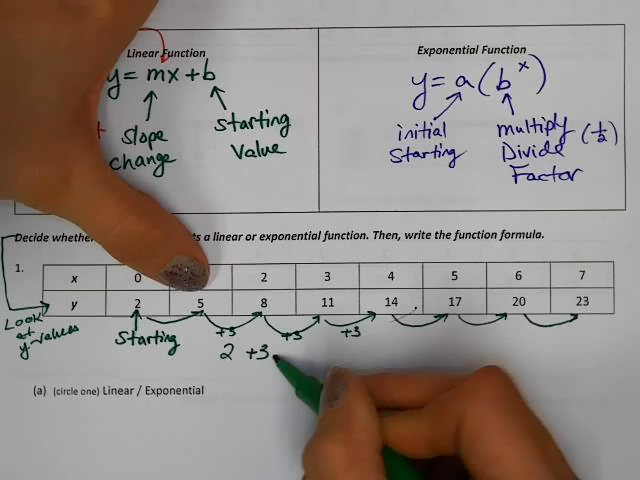 Linear Function
y = mx + b
slope
change
starting
value
Exponential Function
y = a (b^x)
initial
starting
multiply (1/2)
Divide
Factor
Decide whethe ts a linear or exponential function. Then, write the function formula.
1.
x 0 2 3 4 5 6 7
y 2 5 8 11 14 17 20 23
Look
at
y-values
Starting
+3 +3 +3
2 +3
(a) (circle one) Linear / Exponential